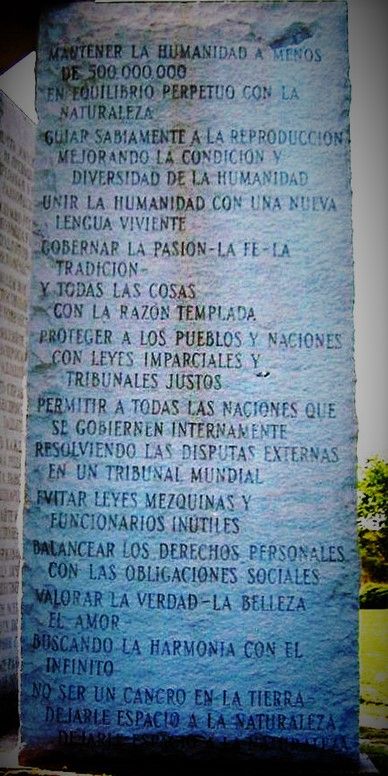 MANTENER LA HUMANIDAD A MENOS
DE 500.000.000
EN EQUILIBRIO PERPETUO CON LA
NATURALEZA
GUIAR SABIAMENTE A LA REPRODUCCION
MEJORANDO LA CONDICION Y
DIVERSIDAD DE LA HUMANIDAD
UNIR LA HUMANIDAD CON UNA NUEVA
LENGUA VIVIENTE
GOBERNAR LA PASION-LA FE-LA
TRADICION-
Y TODAS LAS COSAS
CON LA RAZON TEMPLADA
PROTEGER A LOS PUEBLOS Y NACIONES
CON LEYES IMPARCIALES Y
TRIBUNALES JUSTOS
PERMITIR A TODAS LAS NACIONES QUE
SE GOBIERNEN INTERNAMENTE
RESOLVIENDO LAS DISPUTAS EXTERNAS
EN UN TRIBUNAL MUNDIAL
EVITAR LEYES MEZQUINAS Y
FUNCIONARIOS INUTILES
BALANCEAR LOS DERECHOS PERSONALES
CON LAS OBLIGACIONES SOCIALES
VALORAR LA VERDAD-LA BELLEZA
EL AMOR-
BUSCANDO LA HARMONIA CON EL
INFINITO
NO SER UN CANCRO EN LA TIERRA-
DEJARLE ESPACIO A LA NATURALEZA
DEJARLE ESPACIO A LA NATURALEZA